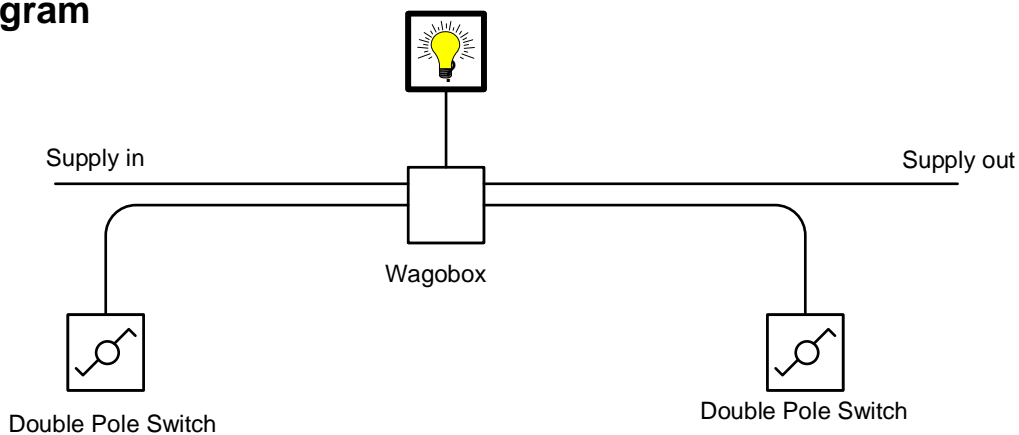 gram
Supply in
Supply out
Wagobox
Double Pole Switch
Double Pole Switch